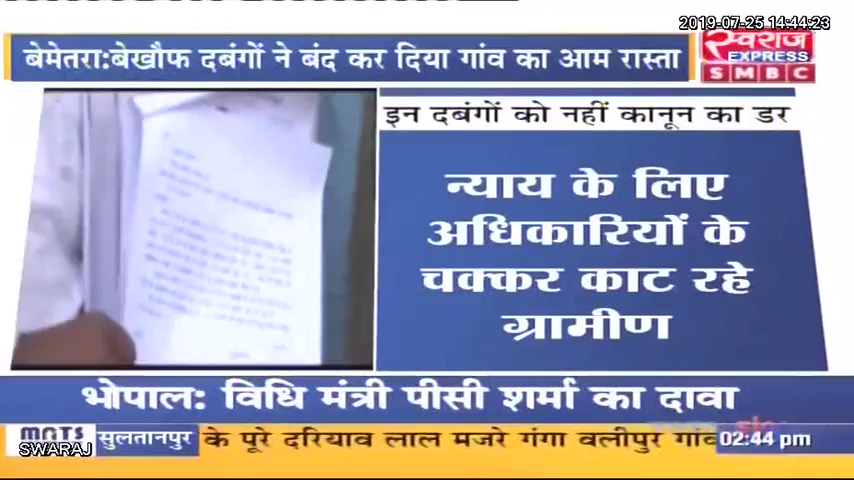 2019-07-25 14:44:23
बेमेतरा:बेखौफ दबंगों ने बंद कर दिया गांव का आम रास्ता
स्वराज
EXPRESS
SMBC
इन दबंगों को नहीं कानून का डर
न्याय के लिए
अधिकारियों के
चक्कर काट रहे
ग्रामीण
भोपाल: विधि मंत्री पीसी शर्मा का दावा
MATS
SWARAJ
सुलतानपुर के पूरे दरियाव लाल मजरे गंगा वलीपुर गांव
02:44 pm